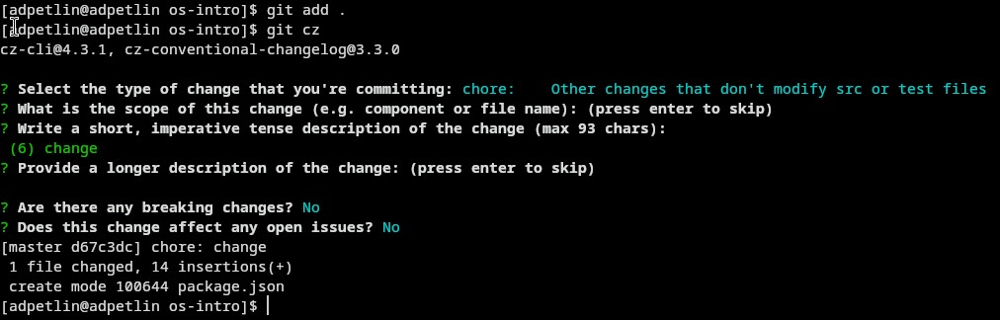 [adpetlin@adpetlin os-intro]$ git add .
[adpetlin@adpetlin os-intro]$ git cz
cz-cli@4.3.1, cz-conventional-changelog@3.3.0
? Select the type of change that you're committing: chore:    Other changes that don't modify src or test files
? What is the scope of this change (e.g. component or file name): (press enter to skip)
? Write a short, imperative tense description of the change (max 93 chars):
 (6) change
? Provide a longer description of the change: (press enter to skip)
? Are there any breaking changes? No
? Does this change affect any open issues? No
[master d67c3dc] chore: change
 1 file changed, 14 insertions(+)
 create mode 100644 package.json
[adpetlin@adpetlin os-intro]$